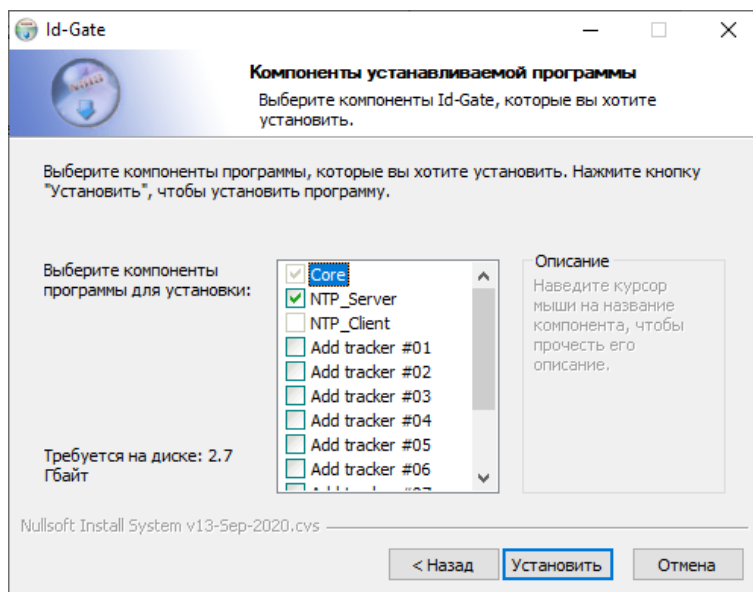 Id-Gate
Компоненты устанавливаемой программы
Выберите компоненты Id-Gate, которые вы хотите
установить.
Выберите компоненты программы, которые вы хотите установить. Нажмите кнопку
"Установить", чтобы установить программу.
Выберите компоненты
программы для установки:
Core
NTP_Server
NTP_Client
Add tracker #01
Add tracker #02
Add tracker #03
Add tracker #04
Add tracker #05
Add tracker #06
Описание
Наведите курсор
мыши на название
компонента, чтобы
прочесть его
описание.
Требуется на диске: 2.7
Гбайт
Nullsoft Install System v13-Sep-2020.cvs
< Назад
Установить
Отмена